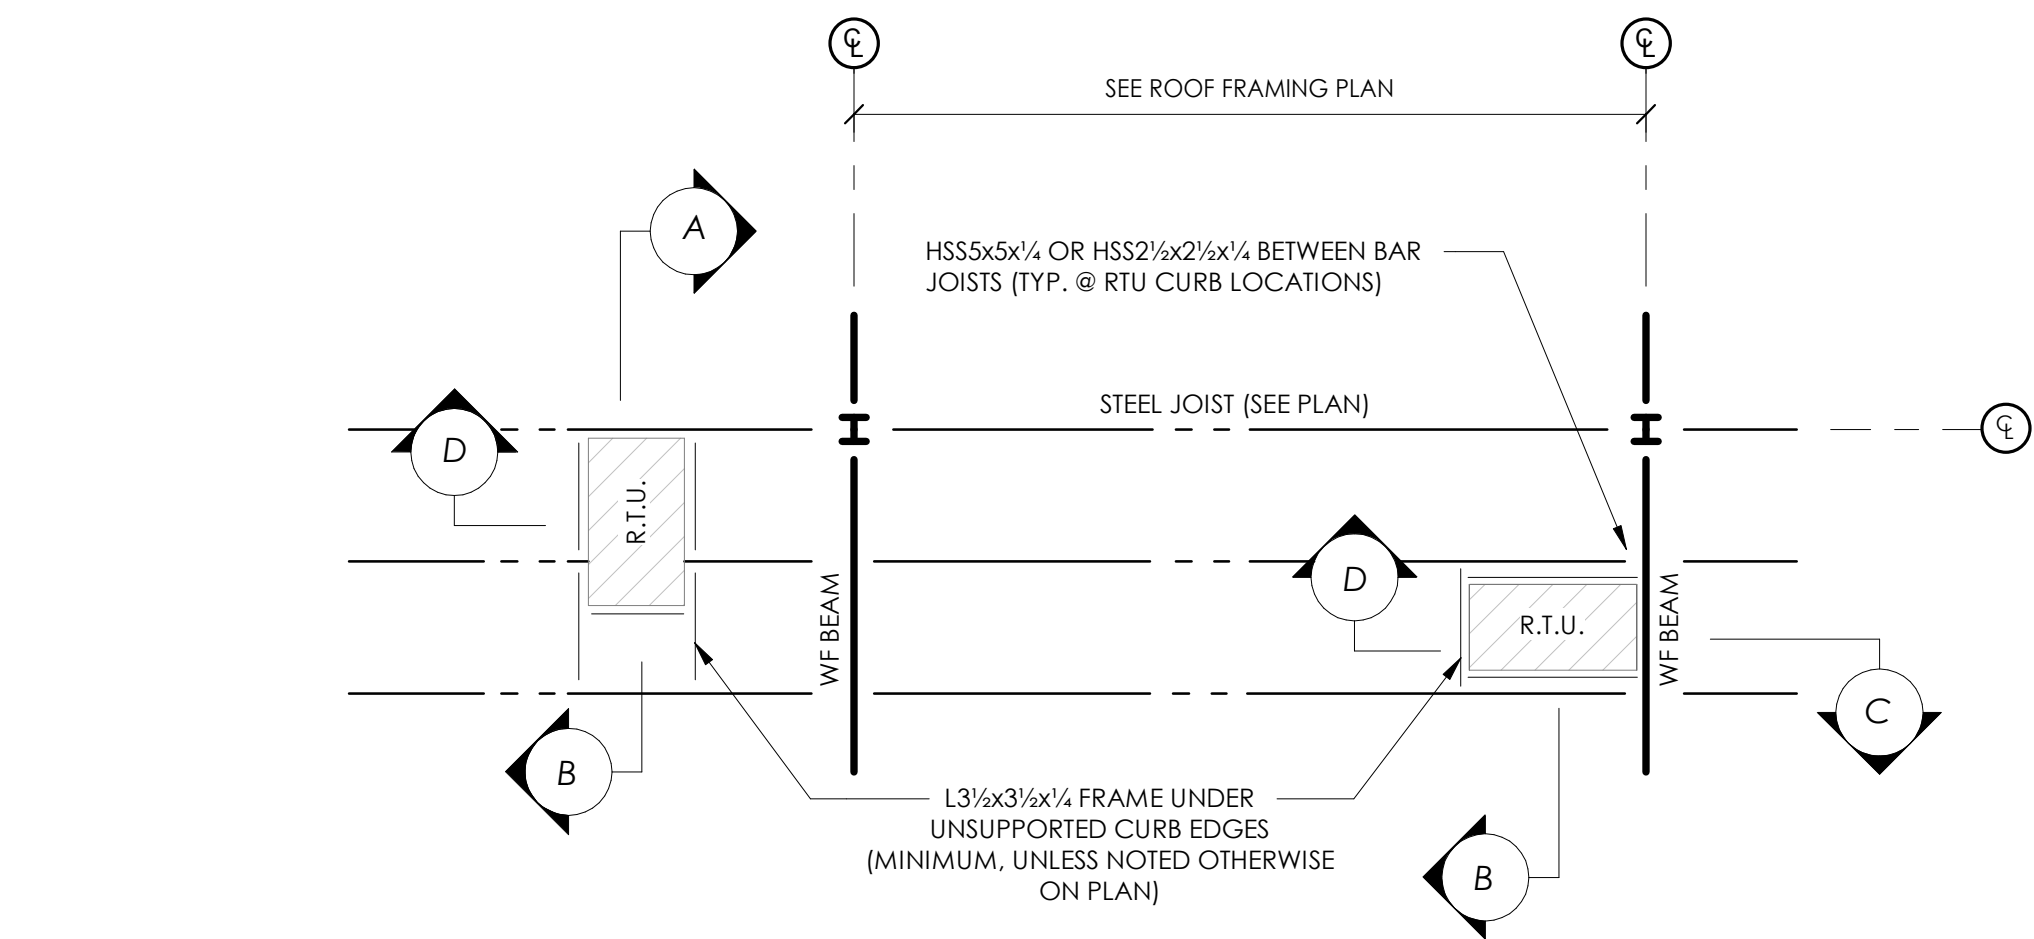 ℄
℄
SEE ROOF FRAMING PLAN
A
HSS5x5x¼ OR HSS2½x2½x¼ BETWEEN BAR
JOISTS (TYP. @ RTU CURB LOCATIONS)
STEEL JOIST (SEE PLAN)
℄
D
R.T.U.
D
WF BEAM
R.T.U.
WF BEAM
C
B
L3½x3½x¼ FRAME UNDER
UNSUPPORTED CURB EDGES
(MINIMUM, UNLESS NOTED OTHERWISE
ON PLAN)
B